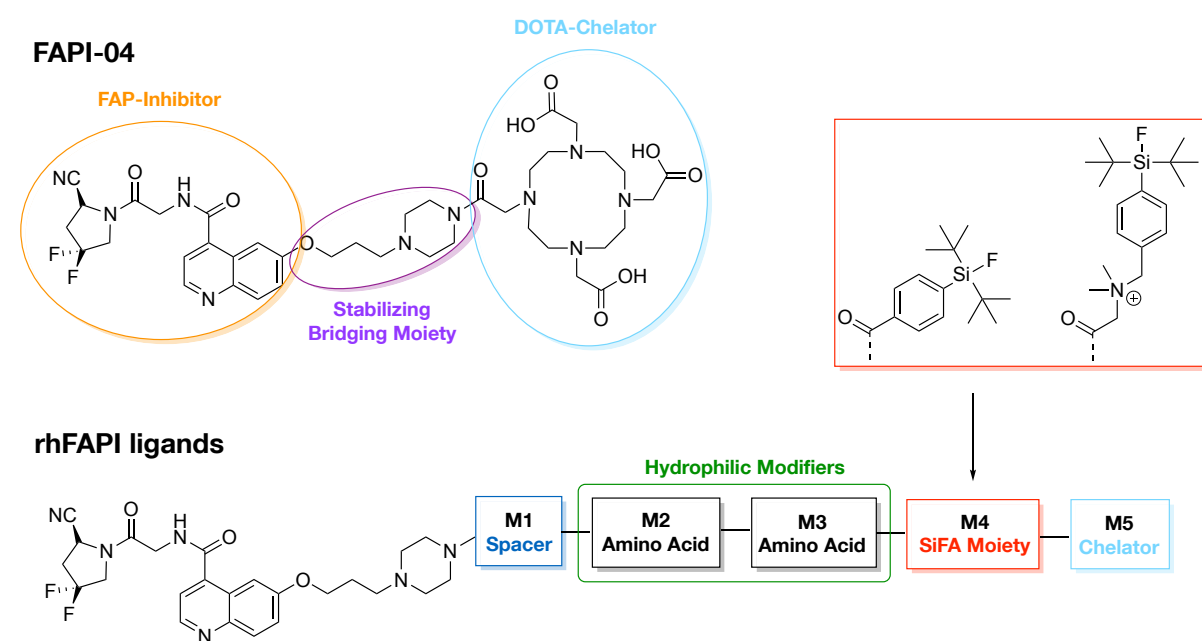 DOTA-Chelator
FAPI-04
FAP-Inhibitor
O
HO
N
HO
O
NC
O
H
N
O
N
O
N
N
N
N
O
N
F
F
N
N
OH
O
Stabilizing
Bridging Moiety
F
Si
F
Si
N
⊕
O
O
rhFAPI ligands
Hydrophilic Modifiers
NC
O
H
N
O
N
O
N
N
F
F
N
M1
Spacer
M2
Amino Acid
M3
Amino Acid
M4
SiFA Moiety
M5
Chelator